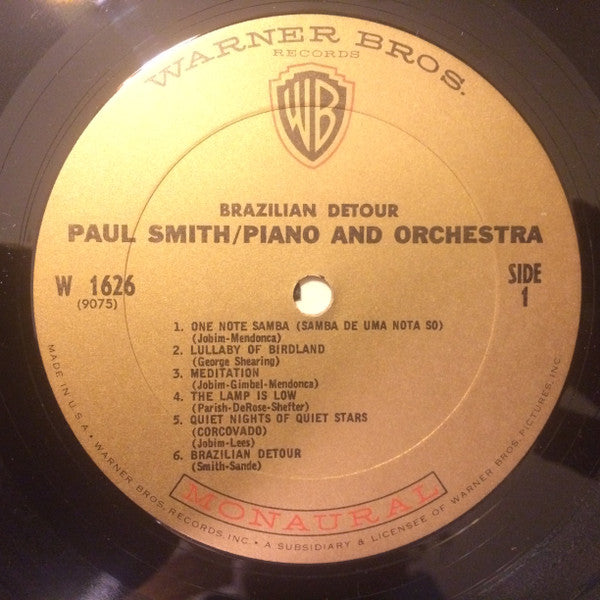 WARNER BROS.
RECORDS
WB
BRAZILIAN DETOUR
PAUL SMITH/PIANO AND ORCHESTRA
W 1626
(9075)
SIDE
1
1. ONE NOTE SAMBA (SAMBA DE UMA NOTA SO)
(Jobim-Mendonca)
2. LULLABY OF BIRDLAND
(George Shearing)
3. MEDITATION
(Jobim-Gimbel-Mendonca)
4. THE LAMP IS LOW
(Parish-DeRose-Shefter)
5. QUIET NIGHTS OF QUIET STARS
(CORCOVADO)
(Jobim-Lees)
6. BRAZILIAN DETOUR
(Smith-Sande)
MONAURAL
MADE IN U.S.A. • WARNER BROS. RECORDS, INC. • A SUBSIDIARY & LICENSEE OF WARNER BROS. PICTURES, INC.